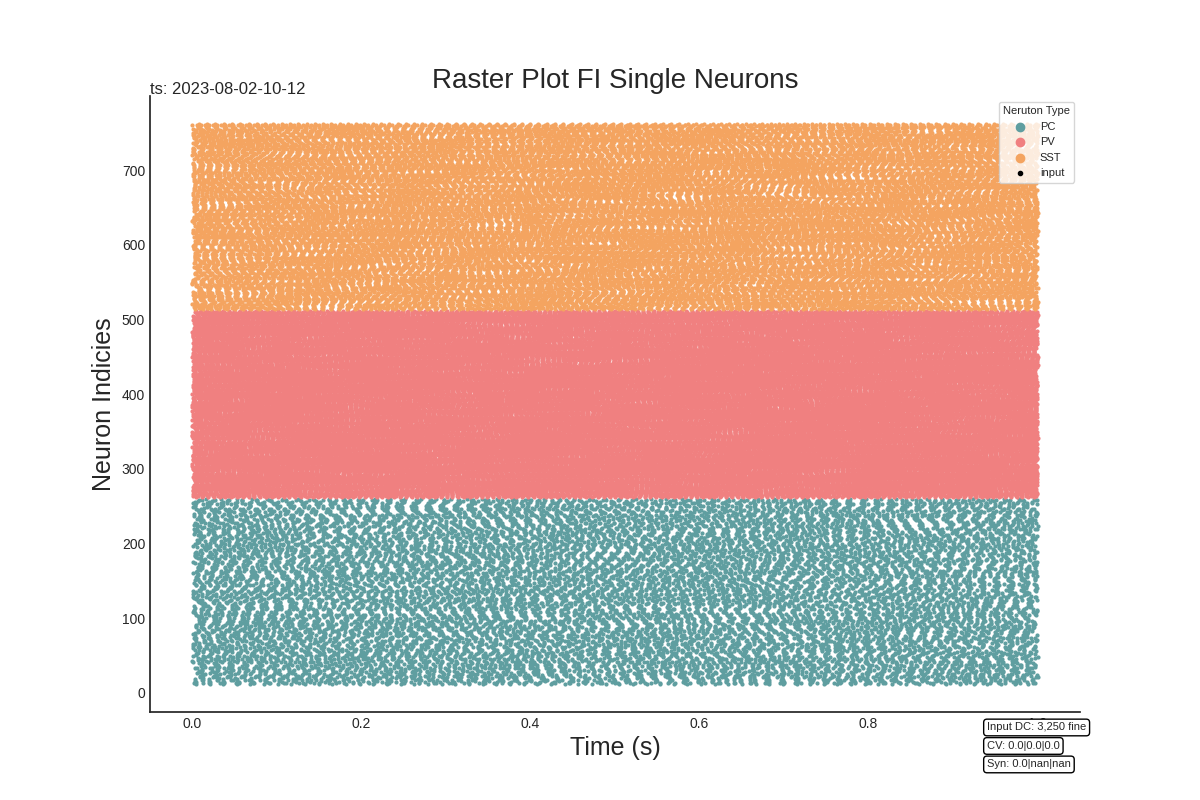 Raster Plot FI Single Neurons
ts: 2023-08-02-10-12
Neruton Type
PC
PV
SST
input
Neuron Indicies
700
600
500
400
300
200
100
0
0.0 0.2 0.4 0.6 0.8
Time (s)
Input DC: 3,250 fine
CV: 0.0|0.0|0.0
Syn: 0.0|nan|nan